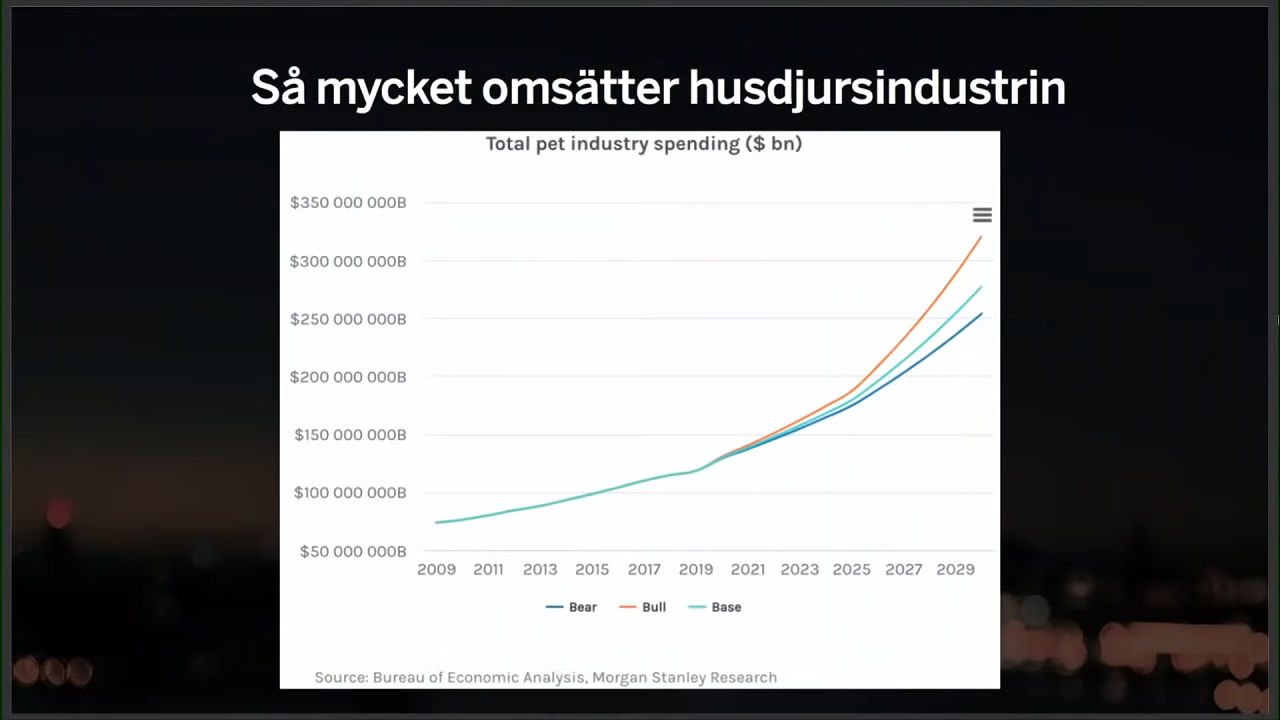 Så mycket omsätter husdjursindustrin
Total pet industry spending ($ bn)
$350 000 000B
$300 000 000B
$250 000 000B
$200 000 000B
$150 000 000B
$100 000 000B
$50 000 000B
2009 2011 2013 2015 2017 2019 2021 2023 2025 2027 2029
Bear Bull Base
Source: Bureau of Economic Analysis, Morgan Stanley Research